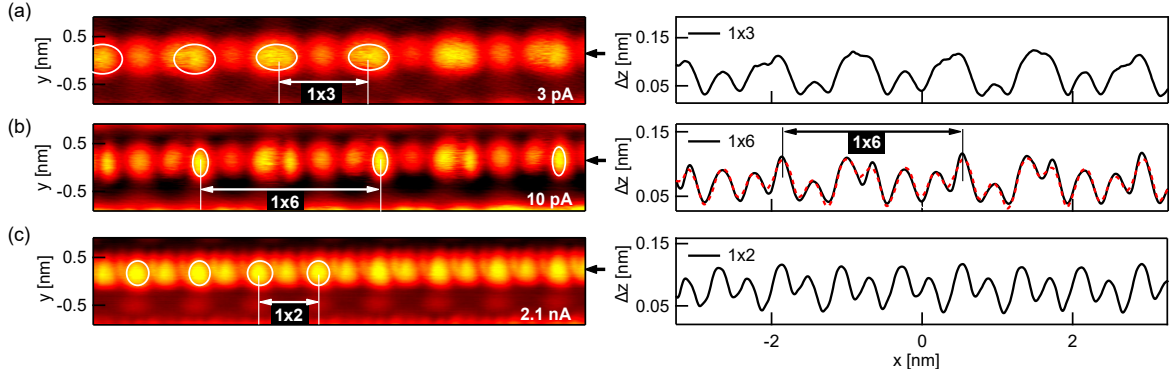 (a)
y [nm]
0.5
-0.5
1x3
3 pA
Δz [nm]
0.15
0.05
1x3
(b)
y [nm]
0.5
-0.5
1x6
10 pA
Δz [nm]
0.15
0.05
1x6
1x6
(c)
y [nm]
0.5
-0.5
1x2
2.1 nA
Δz [nm]
0.15
0.05
1x2
-2 0 2
x [nm]